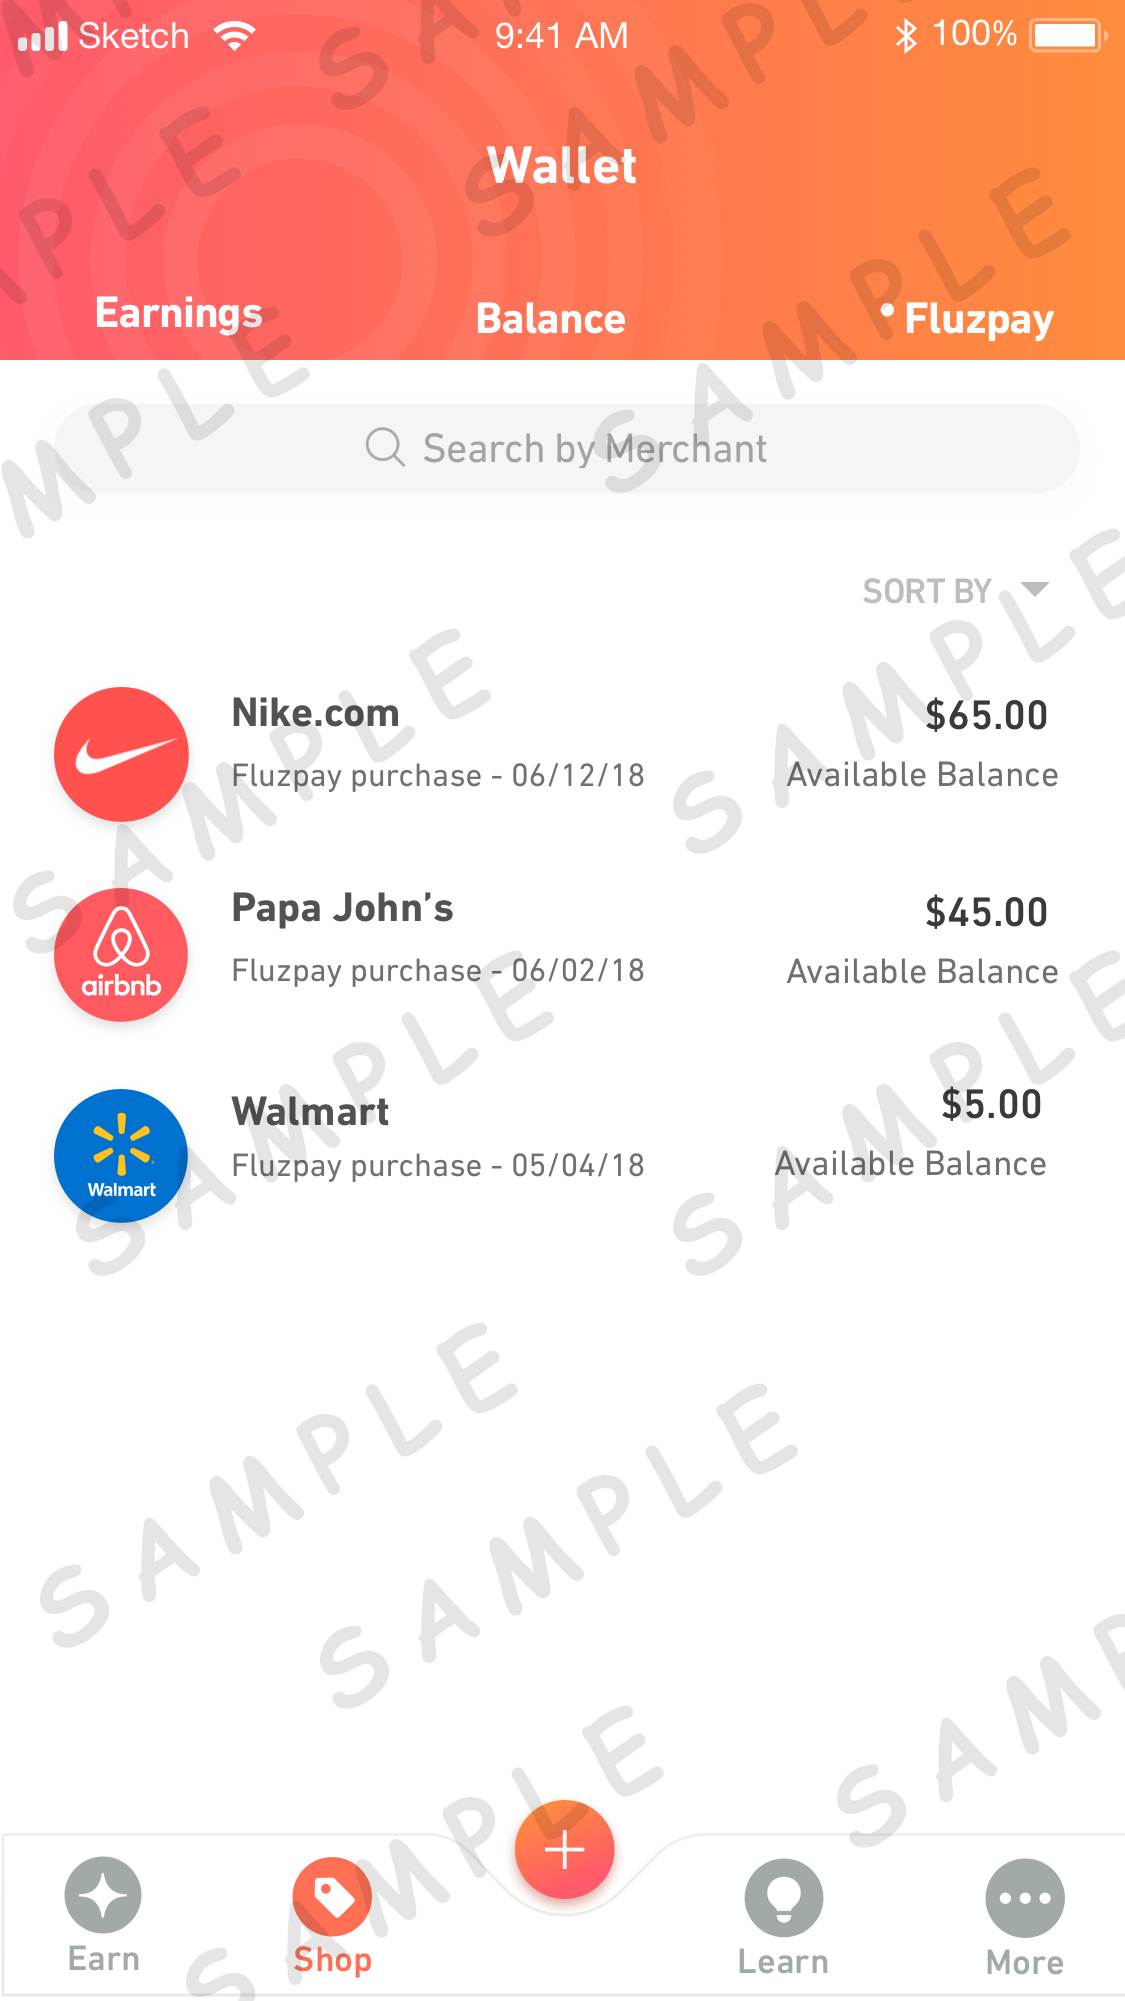 Sketch 9:41 AM 100%
Wallet
Earnings Balance Fluzpay
Search by Merchant
SORT BY
Nike.com $65.00
Fluzpay purchase - 06/12/18 Available Balance
Papa John’s $45.00
airbnb Fluzpay purchase - 06/02/18 Available Balance
Walmart $5.00
Fluzpay purchase - 05/04/18 Available Balance
Walmart
Earn Shop Learn More
SAMPLE
SAMPLE
SAMPLE
SAMPLE
SAMPLE
SAMPLE
SAMPLE
SAMPLE
SAMPLE
SAMPLE
SAMPLE